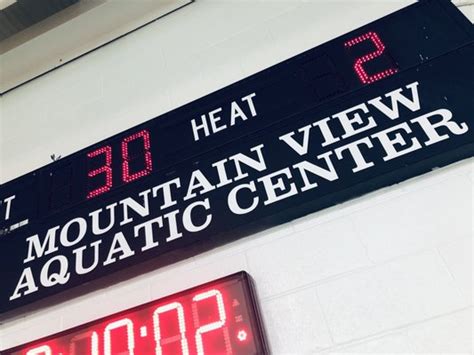 30 HEAT 2
MOUNTAIN VIEW
AQUATIC CENTER
10:02